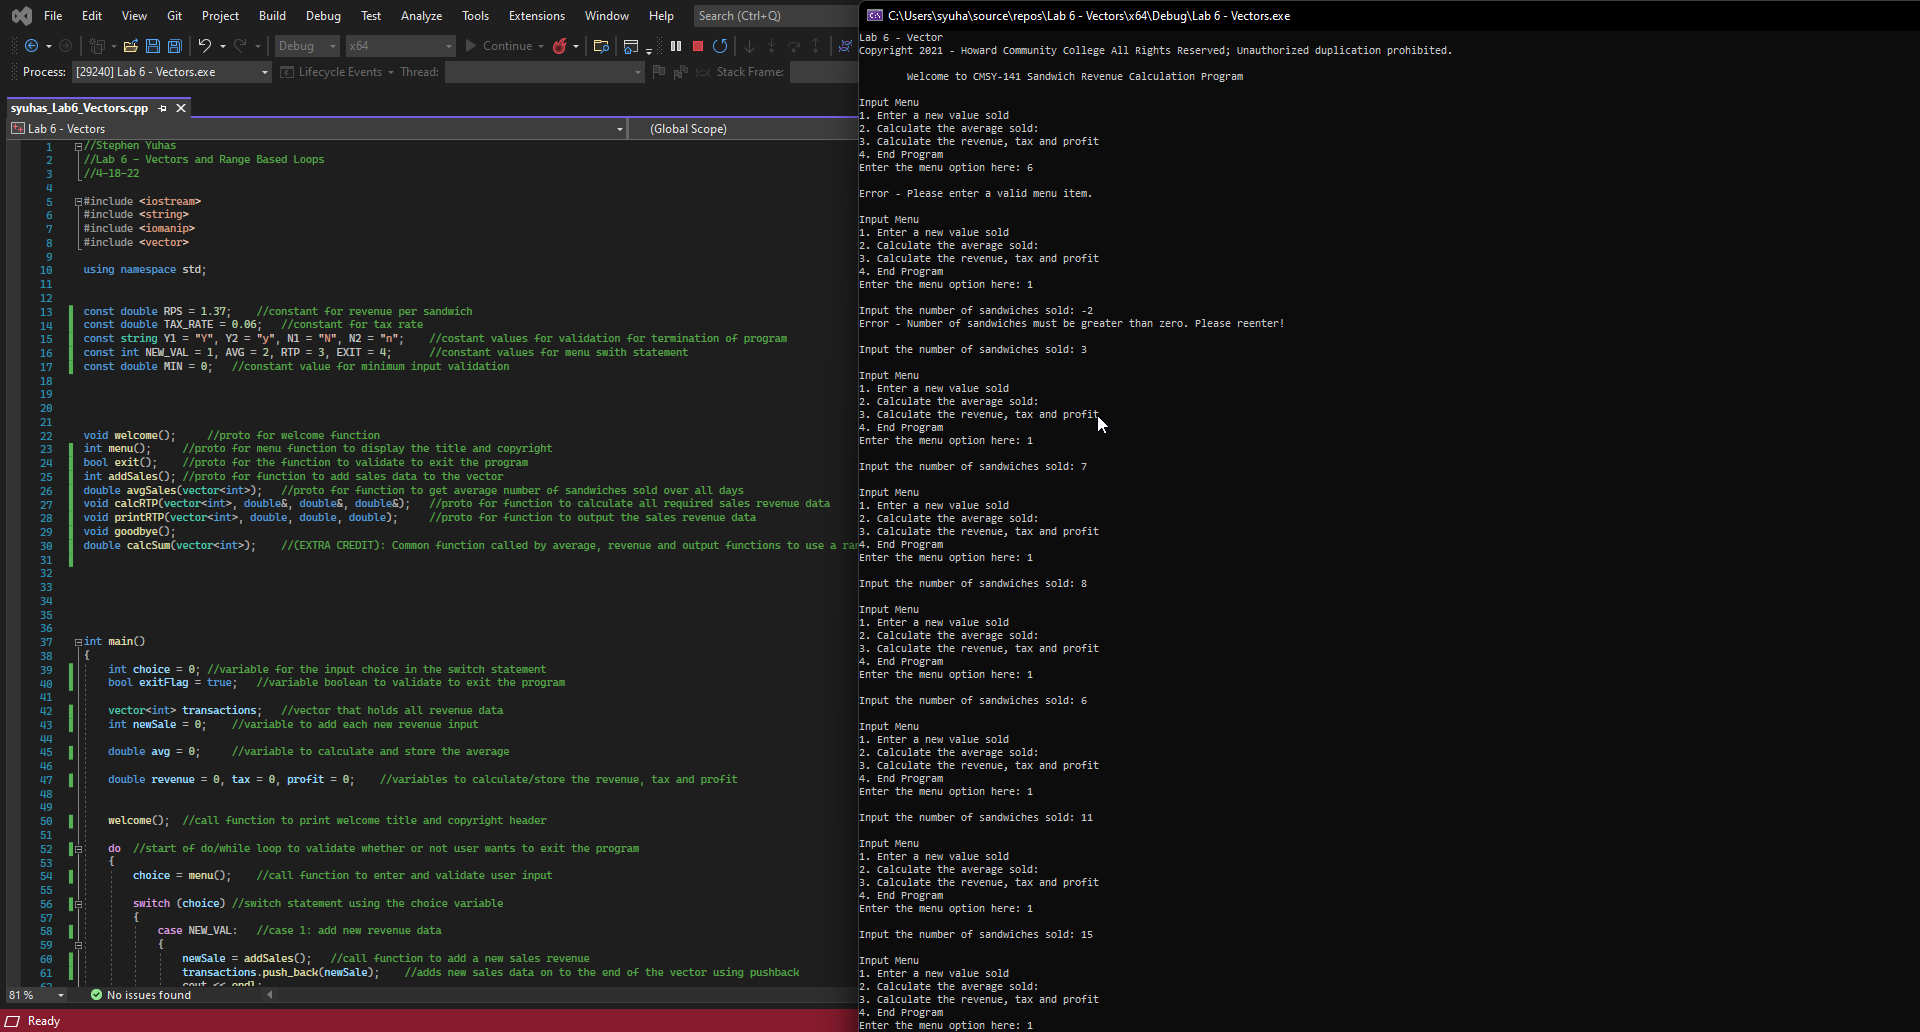 File Edit View Git Project Build Debug Test Analyze Tools Extensions Window Help Search (Ctrl+Q)
Debug x64 Continue
Process: [29240] Lab 6 - Vectors.exe Lifecycle Events Thread: Stack Frame:
syuhas_Lab6_Vectors.cpp
Lab 6 - Vectors (Global Scope)
1 //Stephen Yuhas
2 //Lab 6 - Vectors and Range Based Loops
3 //4-18-22
4
5 #include <iostream>
6 #include <string>
7 #include <iomanip>
8 #include <vector>
9
10 using namespace std;
11
12
13 const double RPS = 1.37; //constant for revenue per sandwich
14 const double TAX_RATE = 0.06; //constant for tax rate
15 const string Y1 = "Y", Y2 = "y", N1 = "N", N2 = "n"; //costant values for validation for termination of program
16 const int NEW_VAL = 1, AVG = 2, RTP = 3, EXIT = 4; //constant values for menu swith statement
17 const double MIN = 0; //constant value for minimum input validation
18
19
20
21
22 void welcome(); //proto for welcome function
23 int menu(); //proto for menu function to display the title and copyright
24 bool exit(); //proto for the function to validate to exit the program
25 int addSales(); //proto for function to add sales data to the vector
26 double avgSales(vector<int>); //proto for function to get average number of sandwiches sold over all days
27 void calcRTP(vector<int>, double&, double&, double&); //proto for function to calculate all required sales revenue data
28 void printRTP(vector<int>, double, double, double); //proto for function to output the sales revenue data
29 void goodbye();
30 double calcSum(vector<int>); //(EXTRA CREDIT): Common function called by average, revenue and output functions to use a ra
31
32
33
34
35
36
37 int main()
38 {
39 int choice = 0; //variable for the input choice in the switch statement
40 bool exitFlag = true; //variable boolean to validate to exit the program
41
42 vector<int> transactions; //vector that holds all revenue data
43 int newSale = 0; //variable to add each new revenue input
44
45 double avg = 0; //variable to calculate and store the average
46
47 double revenue = 0, tax = 0, profit = 0; //variables to calculate/store the revenue, tax and profit
48
49
50 welcome(); //call function to print welcome title and copyright header
51
52 do //start of do/while loop to validate whether or not user wants to exit the program
53 {
54 choice = menu(); //call function to enter and validate user input
55
56 switch (choice) //switch statement using the choice variable
57 {
58 case NEW_VAL: //case 1: add new revenue data
59 {
60 newSale = addSales(); //call function to add a new sales revenue
61 transactions.push_back(newSale); //adds new sales data on to the end of the vector using pushback
62 cout << endl;
81 % No issues found
Ready
C:\Users\syuha\source\repos\Lab 6 - Vectors\x64\Debug\Lab 6 - Vectors.exe
Lab 6 - Vector
Copyright 2021 - Howard Community College All Rights Reserved; Unauthorized duplication prohibited.
Welcome to CMSY-141 Sandwich Revenue Calculation Program
Input Menu
1. Enter a new value sold
2. Calculate the average sold:
3. Calculate the revenue, tax and profit
4. End Program
Enter the menu option here: 6
Error - Please enter a valid menu item.
Input Menu
1. Enter a new value sold
2. Calculate the average sold:
3. Calculate the revenue, tax and profit
4. End Program
Enter the menu option here: 1
Input the number of sandwiches sold: -2
Error - Number of sandwiches must be greater than zero. Please reenter!
Input the number of sandwiches sold: 3
Input Menu
1. Enter a new value sold
2. Calculate the average sold:
3. Calculate the revenue, tax and profit
4. End Program
Enter the menu option here: 1
Input the number of sandwiches sold: 7
Input Menu
1. Enter a new value sold
2. Calculate the average sold:
3. Calculate the revenue, tax and profit
4. End Program
Enter the menu option here: 1
Input the number of sandwiches sold: 8
Input Menu
1. Enter a new value sold
2. Calculate the average sold:
3. Calculate the revenue, tax and profit
4. End Program
Enter the menu option here: 1
Input the number of sandwiches sold: 6
Input Menu
1. Enter a new value sold
2. Calculate the average sold:
3. Calculate the revenue, tax and profit
4. End Program
Enter the menu option here: 1
Input the number of sandwiches sold: 11
Input Menu
1. Enter a new value sold
2. Calculate the average sold:
3. Calculate the revenue, tax and profit
4. End Program
Enter the menu option here: 1
Input the number of sandwiches sold: 15
Input Menu
1. Enter a new value sold
2. Calculate the average sold:
3. Calculate the revenue, tax and profit
4. End Program
Enter the menu option here: 1